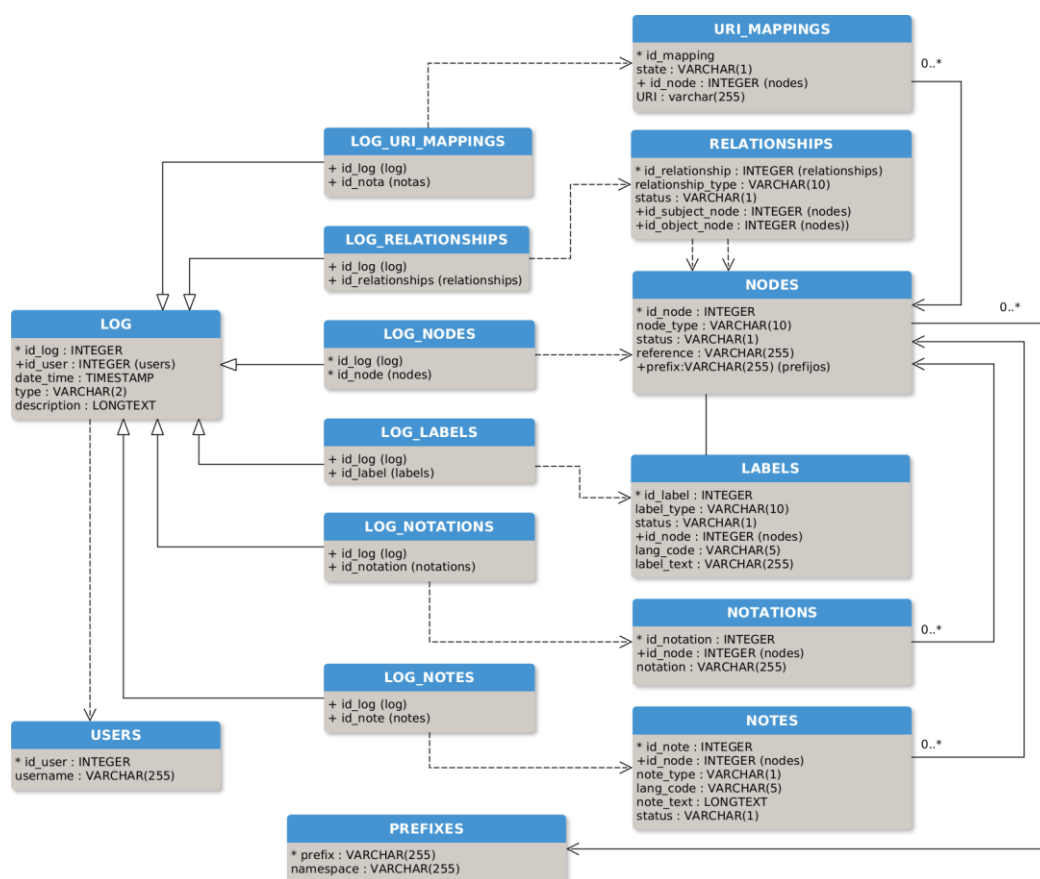 URI_MAPPINGS
* id_mapping
state : VARCHAR(1)
+ id_node : INTEGER (nodes)
URI : varchar(255)
0..*
LOG_URI_MAPPINGS
+ id_log (log)
+ id_nota (notas)
RELATIONSHIPS
* id_relationship : INTEGER (relationships)
relationship_type : VARCHAR(10)
status : VARCHAR(1)
+id_subject_node : INTEGER (nodes)
+id_object_node : INTEGER (nodes))
LOG_RELATIONSHIPS
+ id_log (log)
+ id_relationships (relationships)
NODES
* id_node : INTEGER
node_type : VARCHAR(10)
status : VARCHAR(1)
reference : VARCHAR(255)
+prefix:VARCHAR(255) (prefijos)
0..*
LOG
* id_log : INTEGER
+id_user : INTEGER (users)
date_time : TIMESTAMP
type : VARCHAR(2)
description : LONGTEXT
LOG_NODES
* id_log (log)
* id_node (nodes)
LOG_LABELS
+ id_log (log)
+ id_label (labels)
LABELS
* id_label : INTEGER
label_type : VARCHAR(10)
status : VARCHAR(1)
+id_node : INTEGER (nodes)
lang_code : VARCHAR(5)
label_text : VARCHAR(255)
LOG_NOTATIONS
+ id_log (log)
+ id_notation (notations)
NOTATIONS
* id_notation : INTEGER
+id_node : INTEGER (nodes)
notation : VARCHAR(255)
0..*
LOG_NOTES
+ id_log (log)
+ id_note (notes)
NOTES
* id_note : INTEGER
+id_node : INTEGER (nodes)
note_type : VARCHAR(1)
lang_code : VARCHAR(5)
note_text : LONGTEXT
status : VARCHAR(1)
0..*
USERS
* id_user : INTEGER
username : VARCHAR(255)
PREFIXES
* prefix : VARCHAR(255)
namespace : VARCHAR(255)